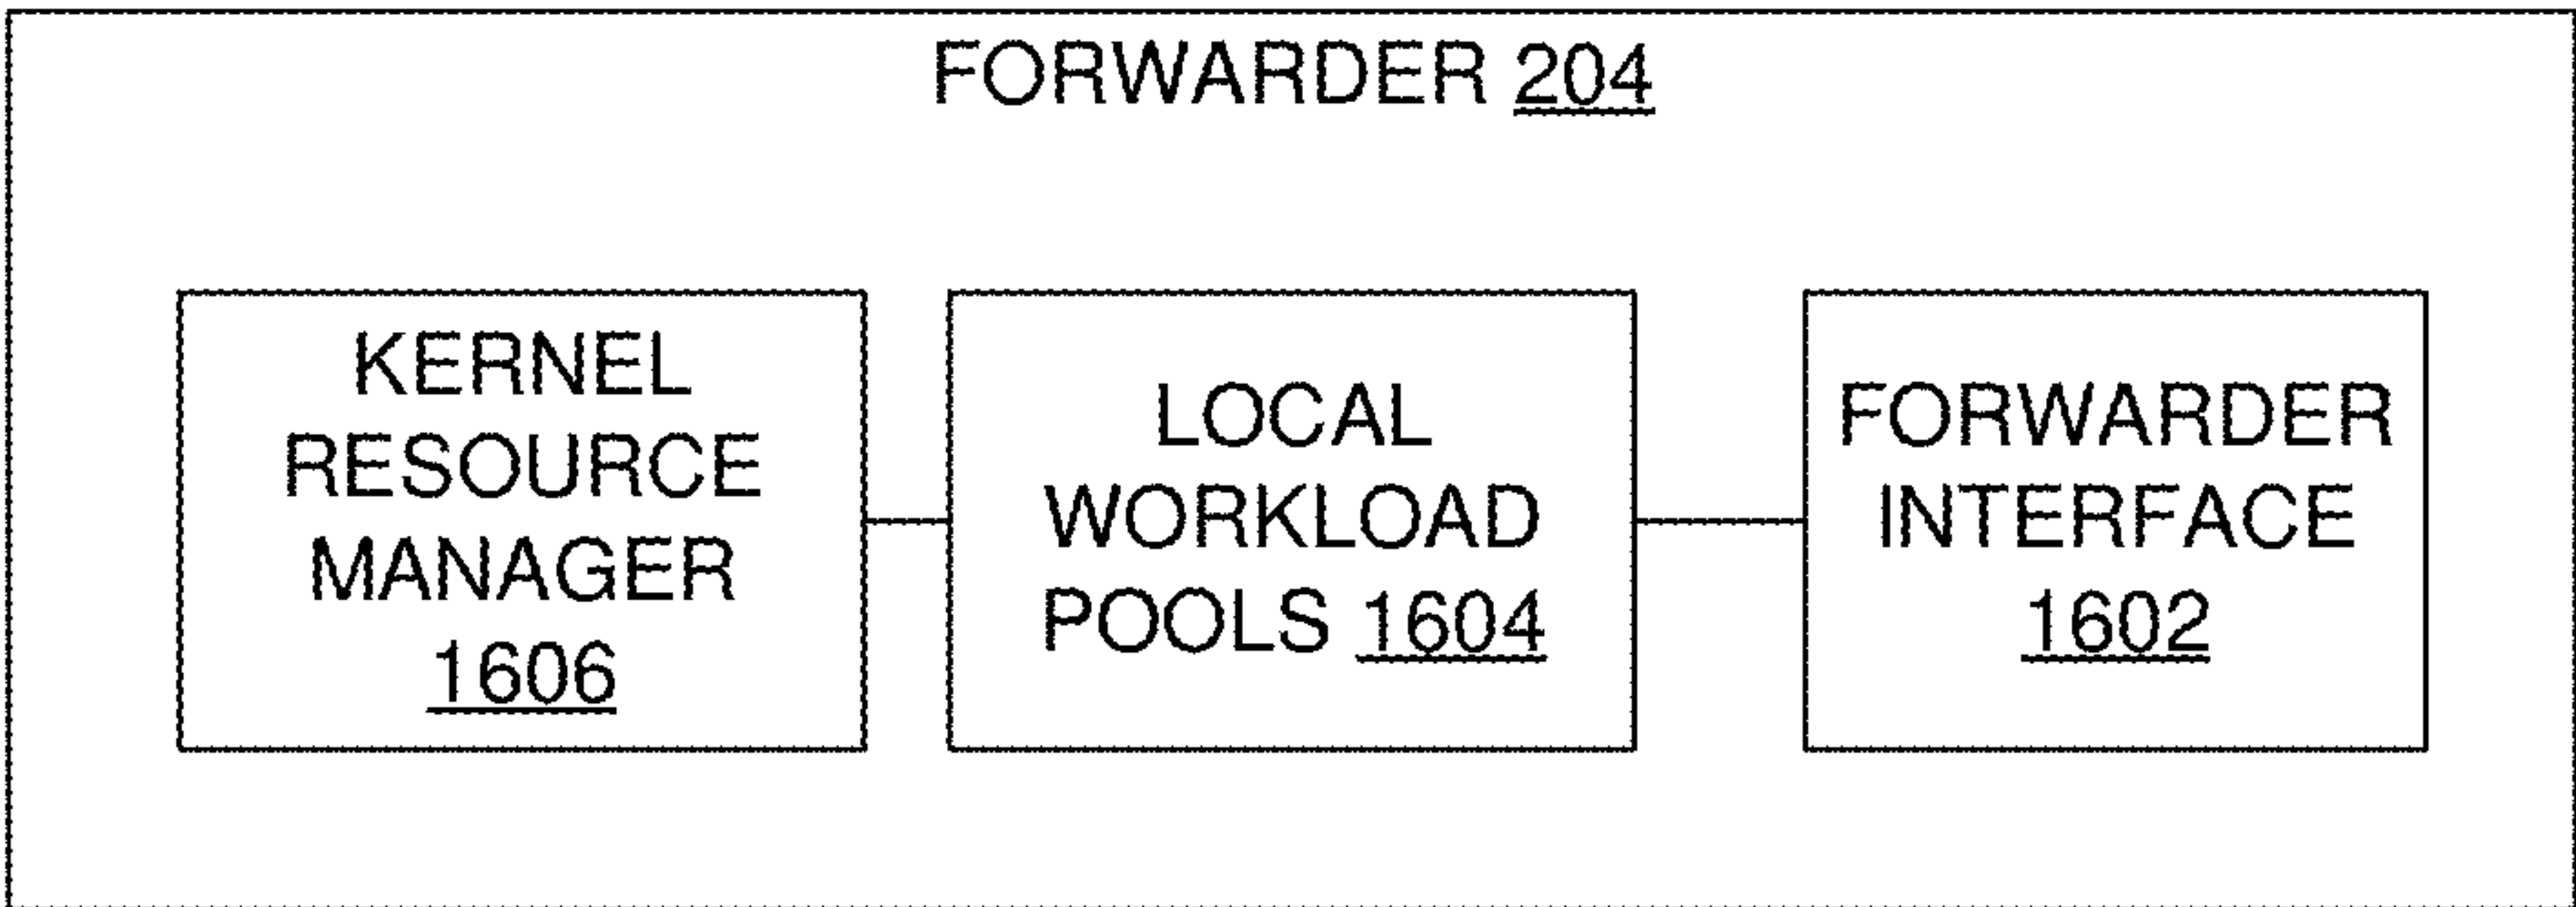 FORWARDER 204
KERNEL
RESOURCE
MANAGER
1606
LOCAL
WORKLOAD
POOLS 1604
FORWARDER
INTERFACE
1602